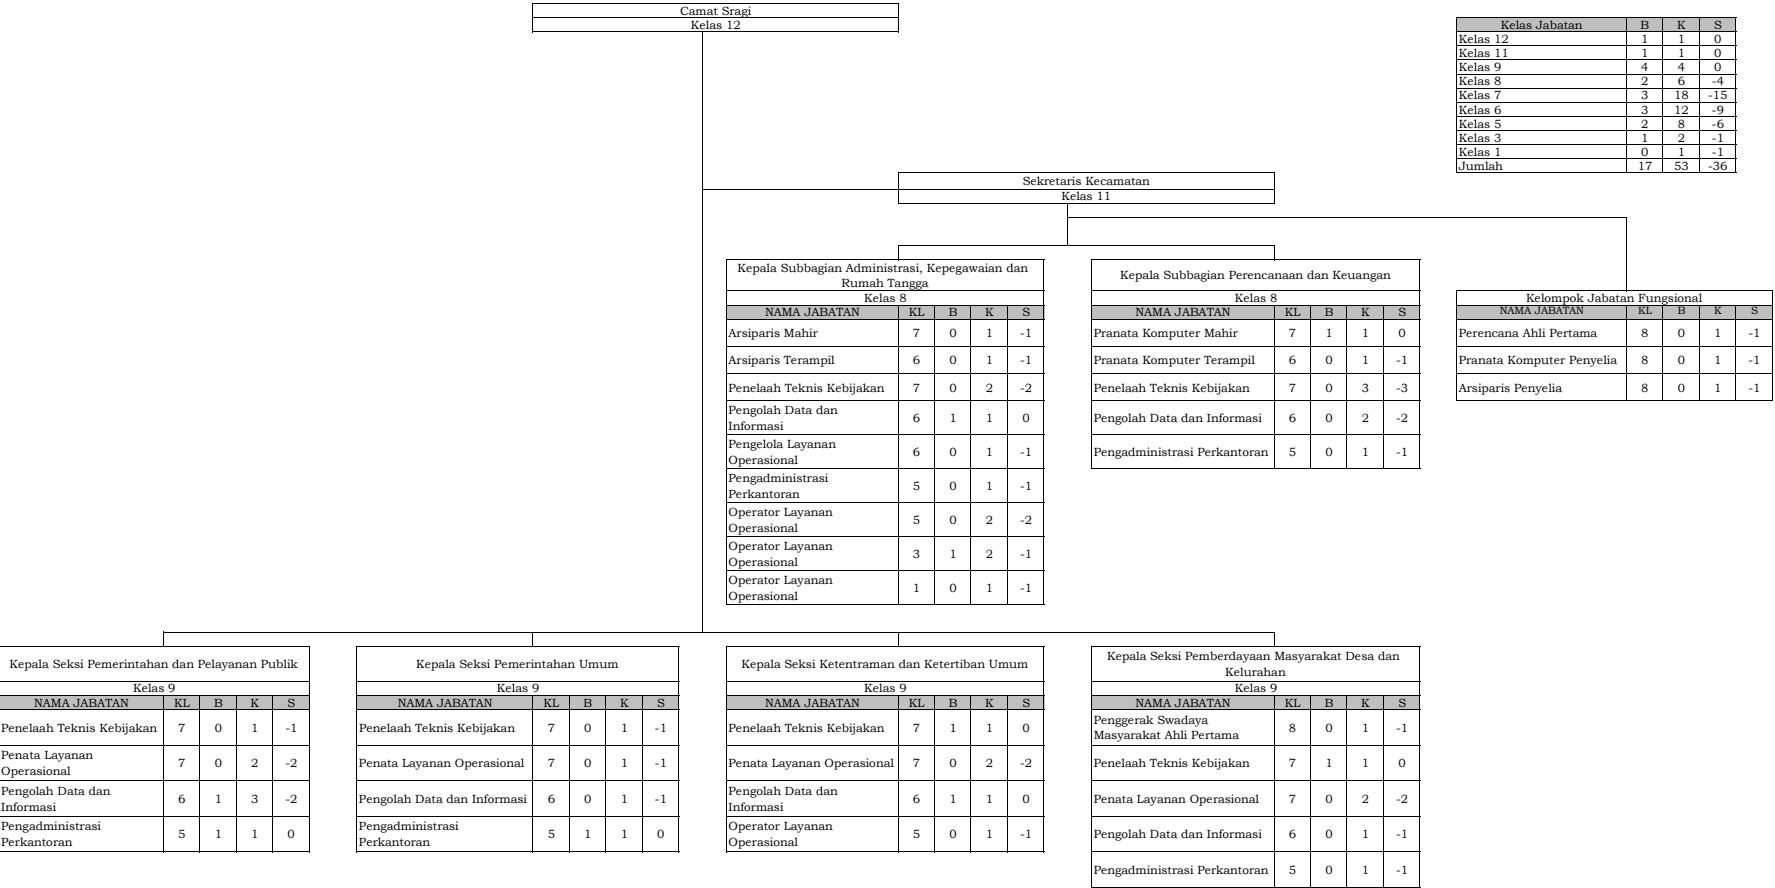 Camat Sragi
Kelas 12
Kelas Jabatan B K S
Kelas 12 1 1 0
Kelas 11 1 1 0
Kelas 9 4 4 0
Kelas 8 2 6 -4
Kelas 7 3 18 -15
Kelas 6 3 12 -9
Kelas 5 2 8 -6
Kelas 3 1 2 -1
Kelas 1 0 1 -1
Jumlah 17 53 -36
Sekretaris Kecamatan
Kelas 11
Kepala Subbagian Administrasi, Kepegawaian dan
Rumah Tangga
Kelas 8
NAMA JABATAN KL B K S
Arsiparis Mahir 7 0 1 -1
Arsiparis Terampil 6 0 1 -1
Penelaah Teknis Kebijakan 7 0 2 -2
Pengolah Data dan
Informasi 6 1 1 0
Pengelola Layanan
Operasional 6 0 1 -1
Pengadministrasi
Perkantoran 5 0 1 -1
Operator Layanan
Operasional 5 0 2 -2
Operator Layanan
Operasional 3 1 2 -1
Operator Layanan
Operasional 1 0 1 -1
Kepala Subbagian Perencanaan dan Keuangan
Kelas 8
NAMA JABATAN KL B K S
Pranata Komputer Mahir 7 1 1 0
Pranata Komputer Terampil 6 0 1 -1
Penelaah Teknis Kebijakan 7 0 3 -3
Pengolah Data dan Informasi 6 0 2 -2
Pengadministrasi Perkantoran 5 0 1 -1
Kelompok Jabatan Fungsional
NAMA JABATAN KL B K S
Perencana Ahli Pertama 8 0 1 -1
Pranata Komputer Penyelia 8 0 1 -1
Arsiparis Penyelia 8 0 1 -1
Kepala Seksi Pemerintahan dan Pelayanan Publik
Kelas 9
NAMA JABATAN KL B K S
Penelaah Teknis Kebijakan 7 0 1 -1
Penata Layanan
Operasional 7 0 2 -2
Pengolah Data dan
Informasi 6 1 3 -2
Pengadministrasi
Perkantoran 5 1 1 0
Kepala Seksi Pemerintahan Umum
Kelas 9
NAMA JABATAN KL B K S
Penelaah Teknis Kebijakan 7 0 1 -1
Penata Layanan Operasional 7 0 1 -1
Pengolah Data dan Informasi 6 0 1 -1
Pengadministrasi
Perkantoran 5 1 1 0
Kepala Seksi Ketentraman dan Ketertiban Umum
Kelas 9
NAMA JABATAN KL B K S
Penelaah Teknis Kebijakan 7 1 1 0
Penata Layanan Operasional 7 0 2 -2
Pengolah Data dan
Informasi 6 1 1 0
Operator Layanan
Operasional 5 0 1 -1
Kepala Seksi Pemberdayaan Masyarakat Desa dan
Kelurahan
Kelas 9
NAMA JABATAN KL B K S
Penggerak Swadaya
Masyarakat Ahli Pertama 8 0 1 -1
Penelaah Teknis Kebijakan 7 1 1 0
Penata Layanan Operasional 7 0 2 -2
Pengolah Data dan Informasi 6 0 1 -1
Pengadministrasi Perkantoran 5 0 1 -1